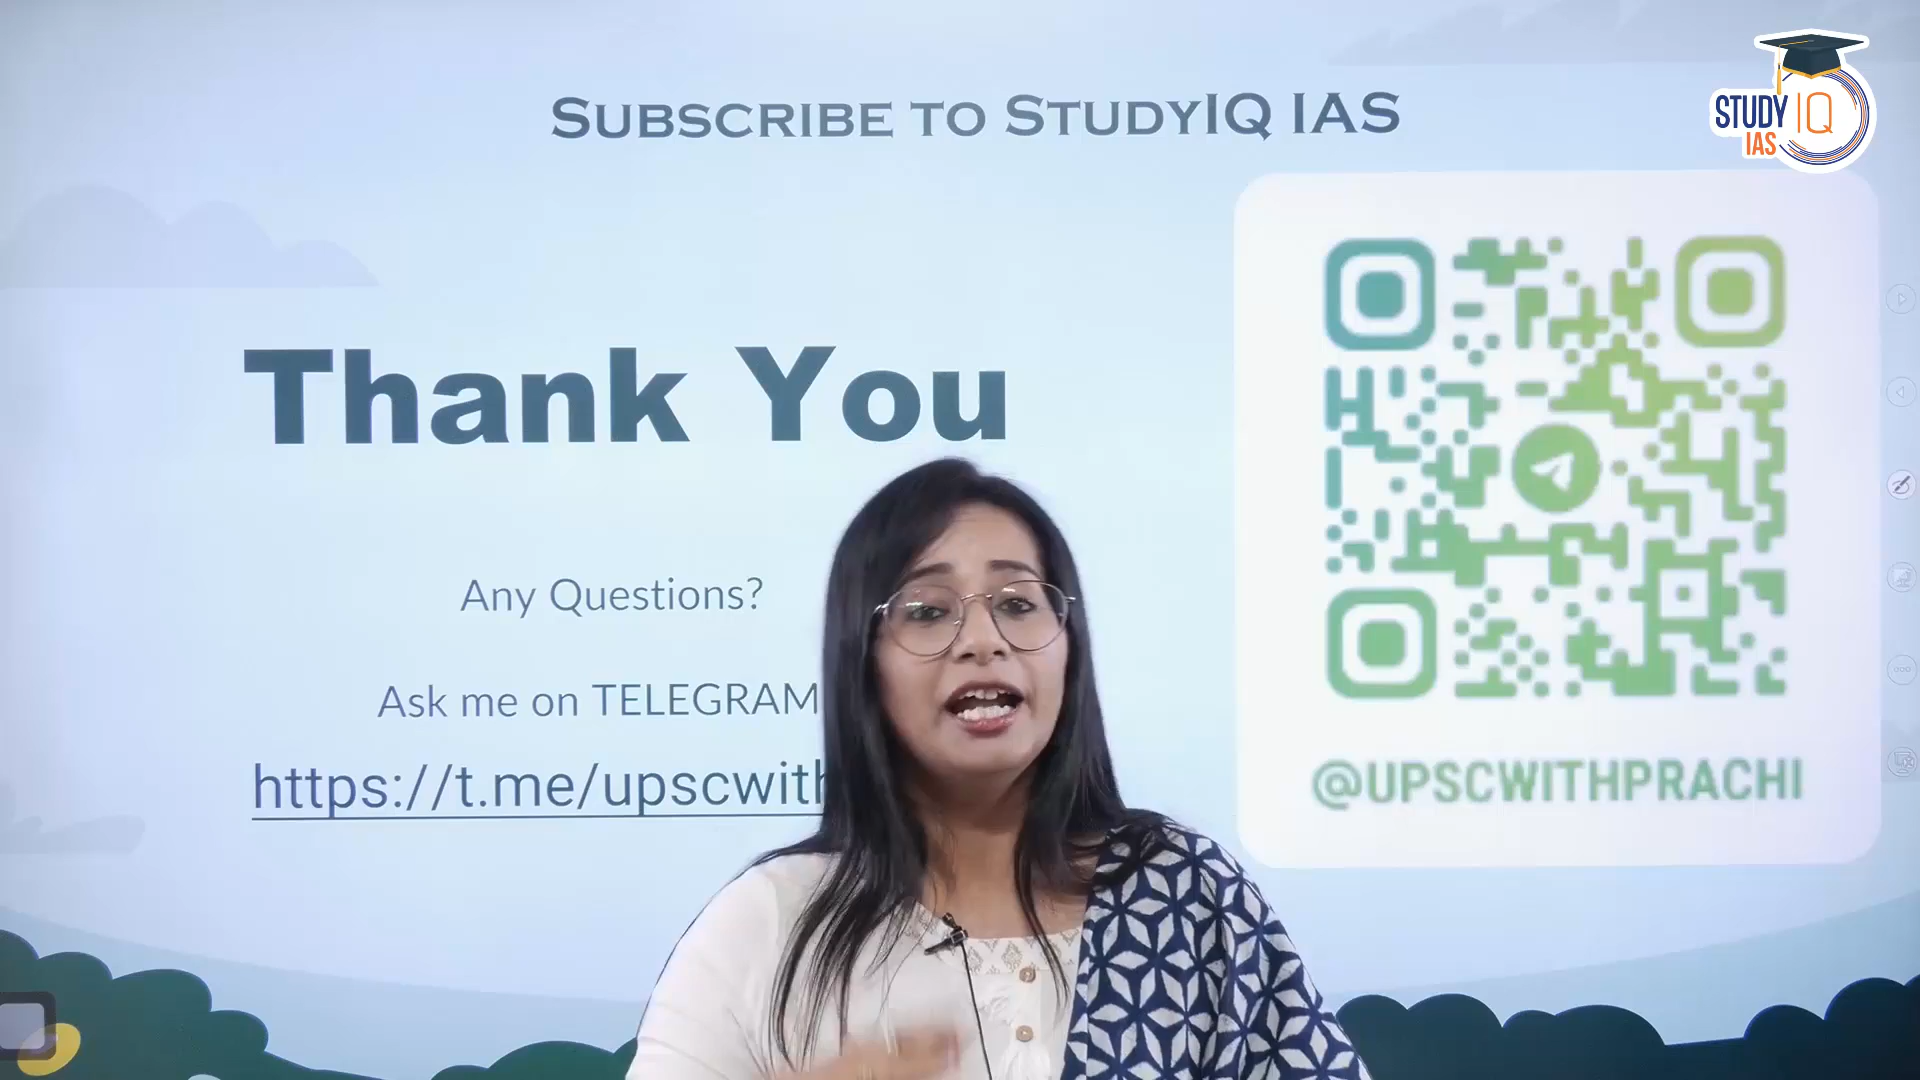 SUBSCRIBE TO STUDYIQ IAS
STUDY IQ
IAS
Thank You
Any Questions?
Ask me on TELEGRAM
https://t.me/upscwith
@UPSCWITHPRACHI